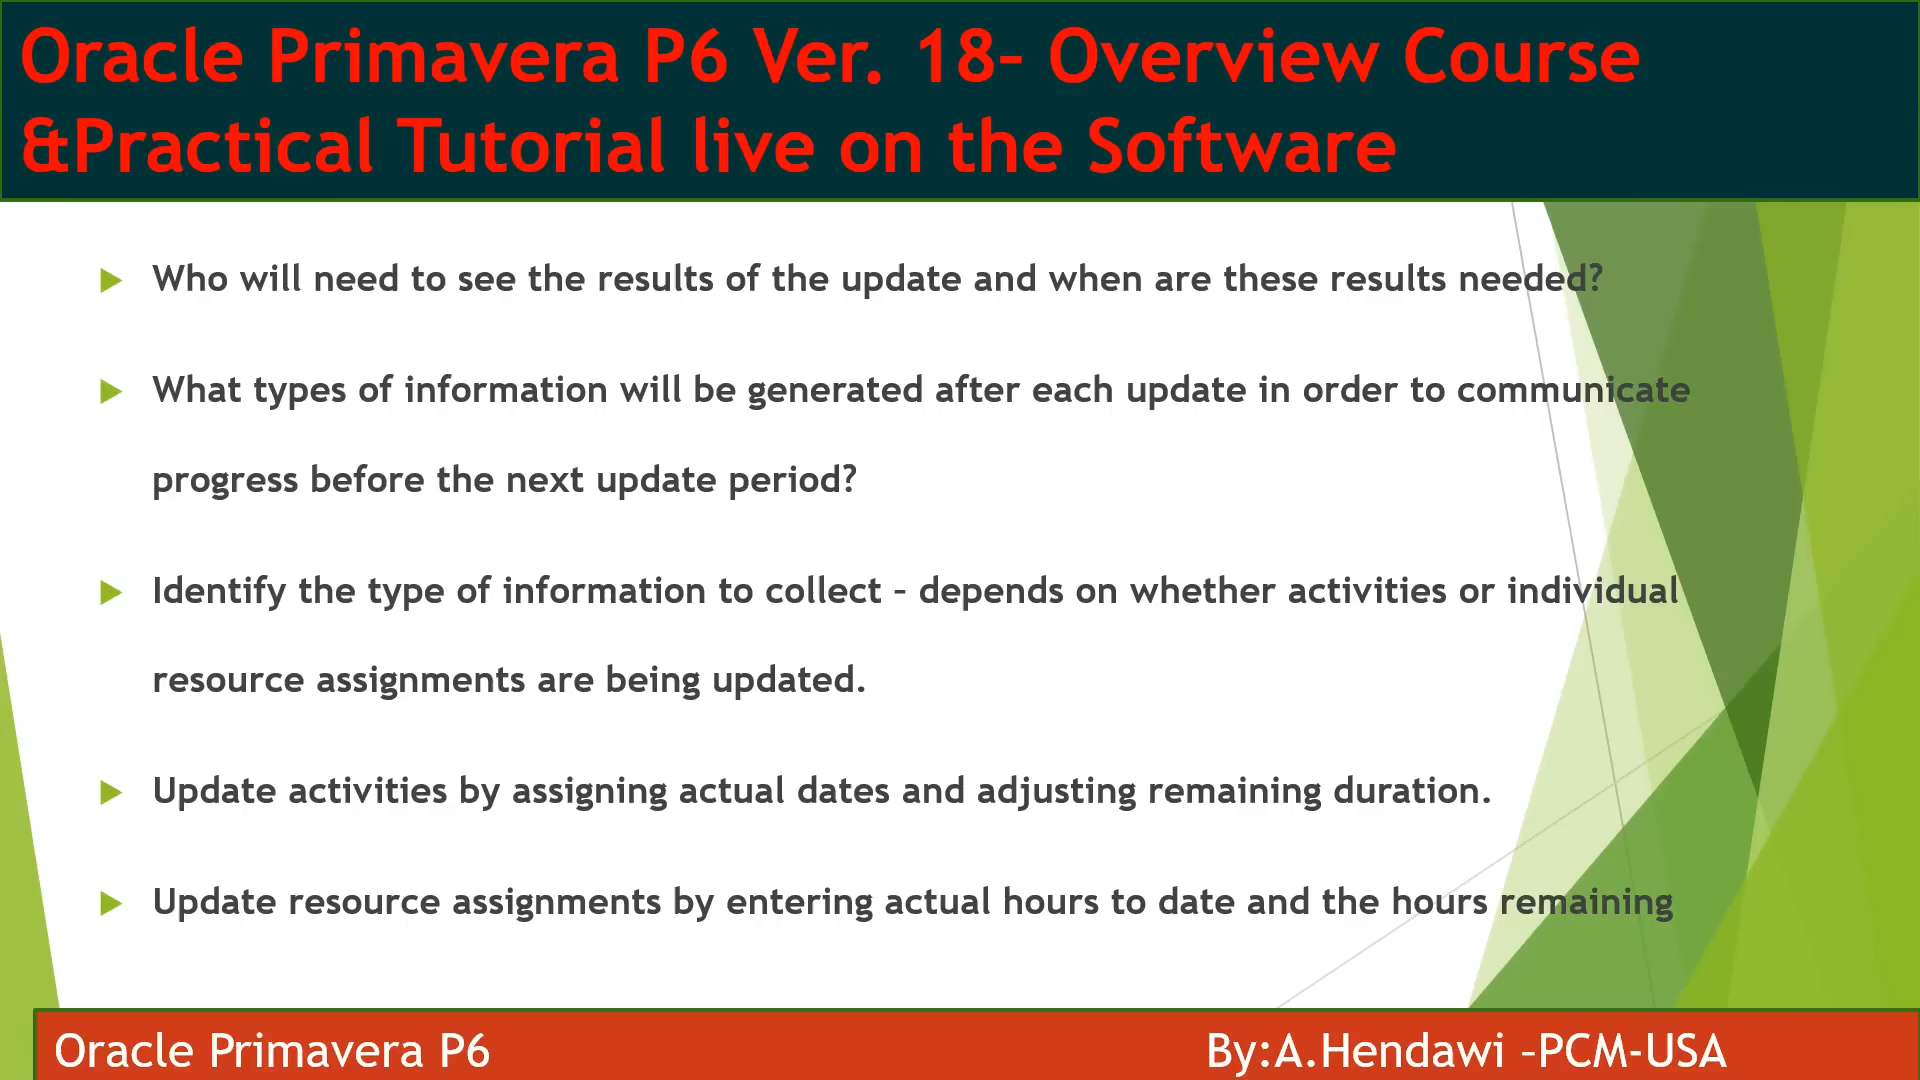 Oracle Primavera P6 Ver. 18– Overview Course
&Practical Tutorial live on the Software
Who will need to see the results of the update and when are these results needed?
What types of information will be generated after each update in order to communicate
progress before the next update period?
Identify the type of information to collect – depends on whether activities or individual
resource assignments are being updated.
Update activities by assigning actual dates and adjusting remaining duration.
Update resource assignments by entering actual hours to date and the hours remaining
Oracle Primavera P6 By:A.Hendawi –PCM-USA